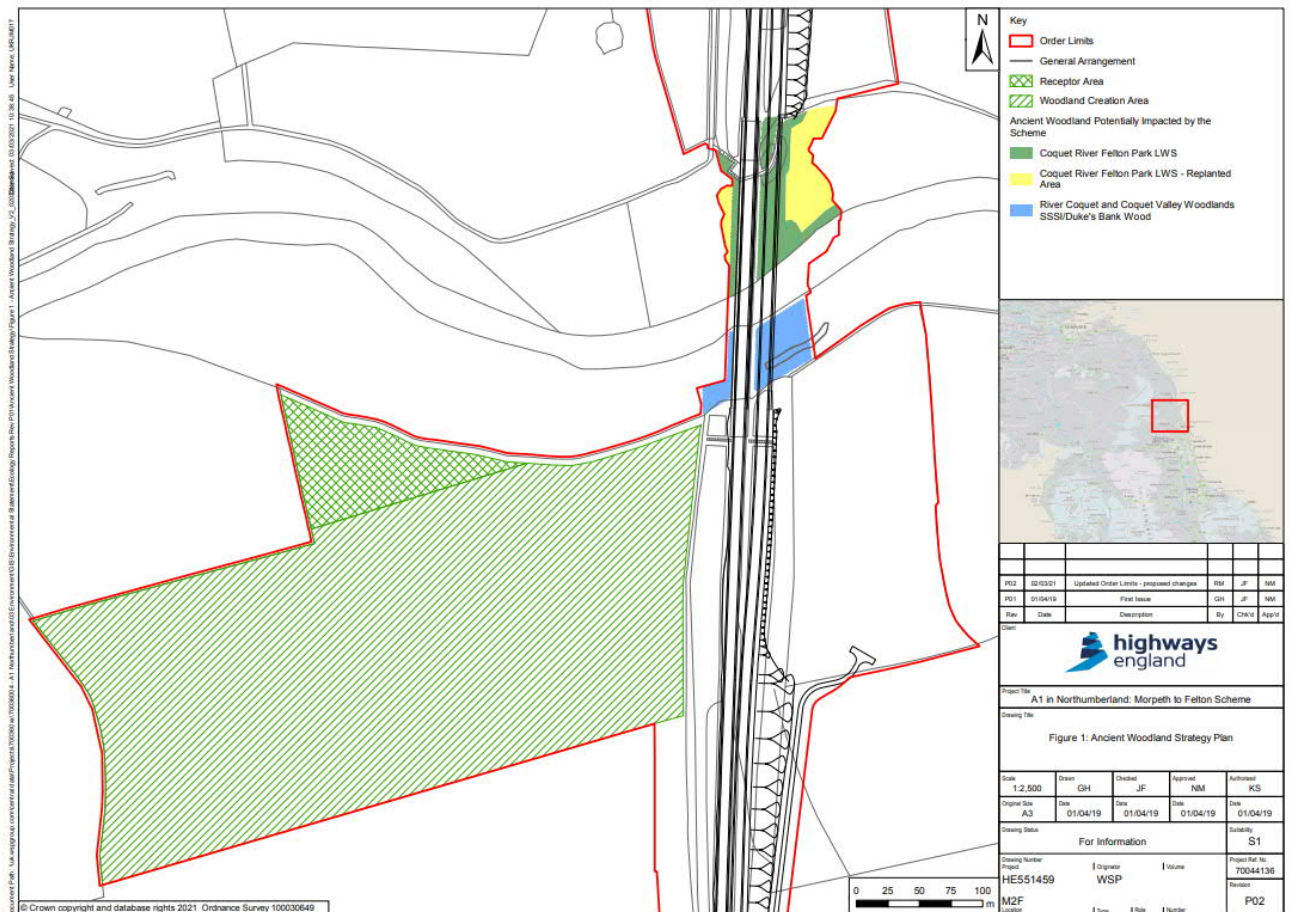 N
Key
Order Limits
General Arrangement
Receptor Area
Woodland Creation Area
Ancient Woodland Potentially Impacted by the
Scheme
Coquet River Felton Park LWS
Coquet River Felton Park LWS - Replanted
Area
River Coquet and Coquet Valley Woodlands
SSSI/Duke's Bank Wood
P02 02/03/21 Updated Order Limits - proposed changes RM JF NM
P01 01/04/19 First Issue GH JF NM
Rev Date Description By Chk'd App'd
Client
highways
england
Project Title
A1 in Northumberland: Morpeth to Felton Scheme
Drawing Title
Figure 1: Ancient Woodland Strategy Plan
Scale Drawn Checked Approved Authorised
1:2,500 GH JF NM KS
Original Size Date Date Date Date
A3 01/04/19 01/04/19 01/04/19 01/04/19
Drawing Status Suitability
For Information S1
Drawing Number Project Ref. No.
Project Originator Volume 70044136
HE551459 WSP
Revision
M2F P02
Location Type Role Number
0 25 50 75 100
m
© Crown copyright and database rights 2021 Ordnance Survey 100030649